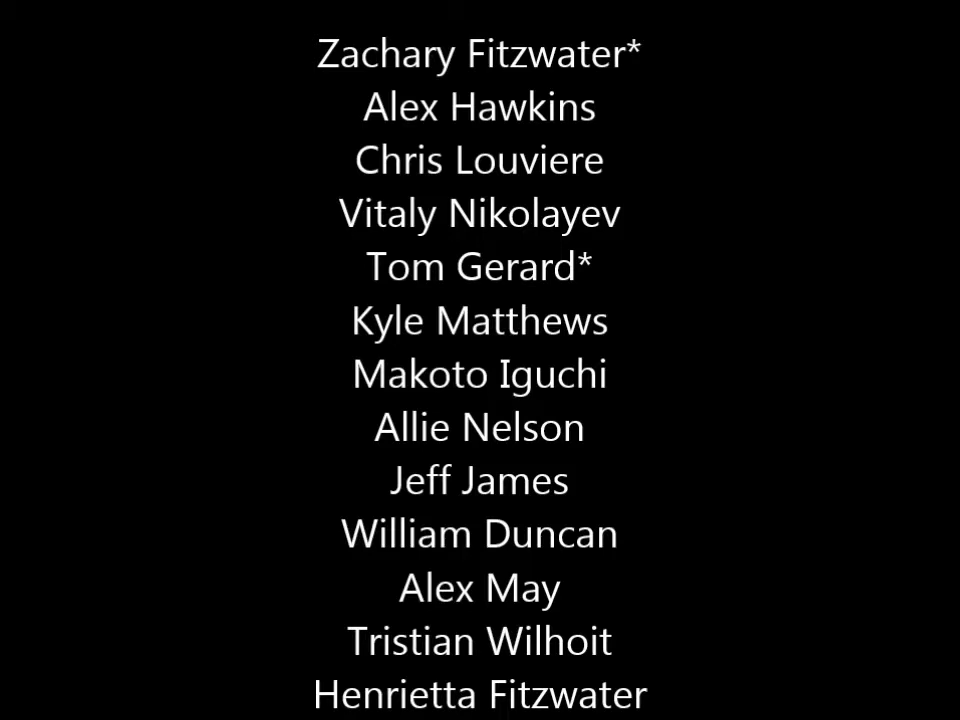 Zachary Fitzwater*
Alex Hawkins
Chris Louviere
Vitaly Nikolayev
Tom Gerard*
Kyle Matthews
Makoto Iguchi
Allie Nelson
Jeff James
William Duncan
Alex May
Tristian Wilhoit
Henrietta Fitzwater